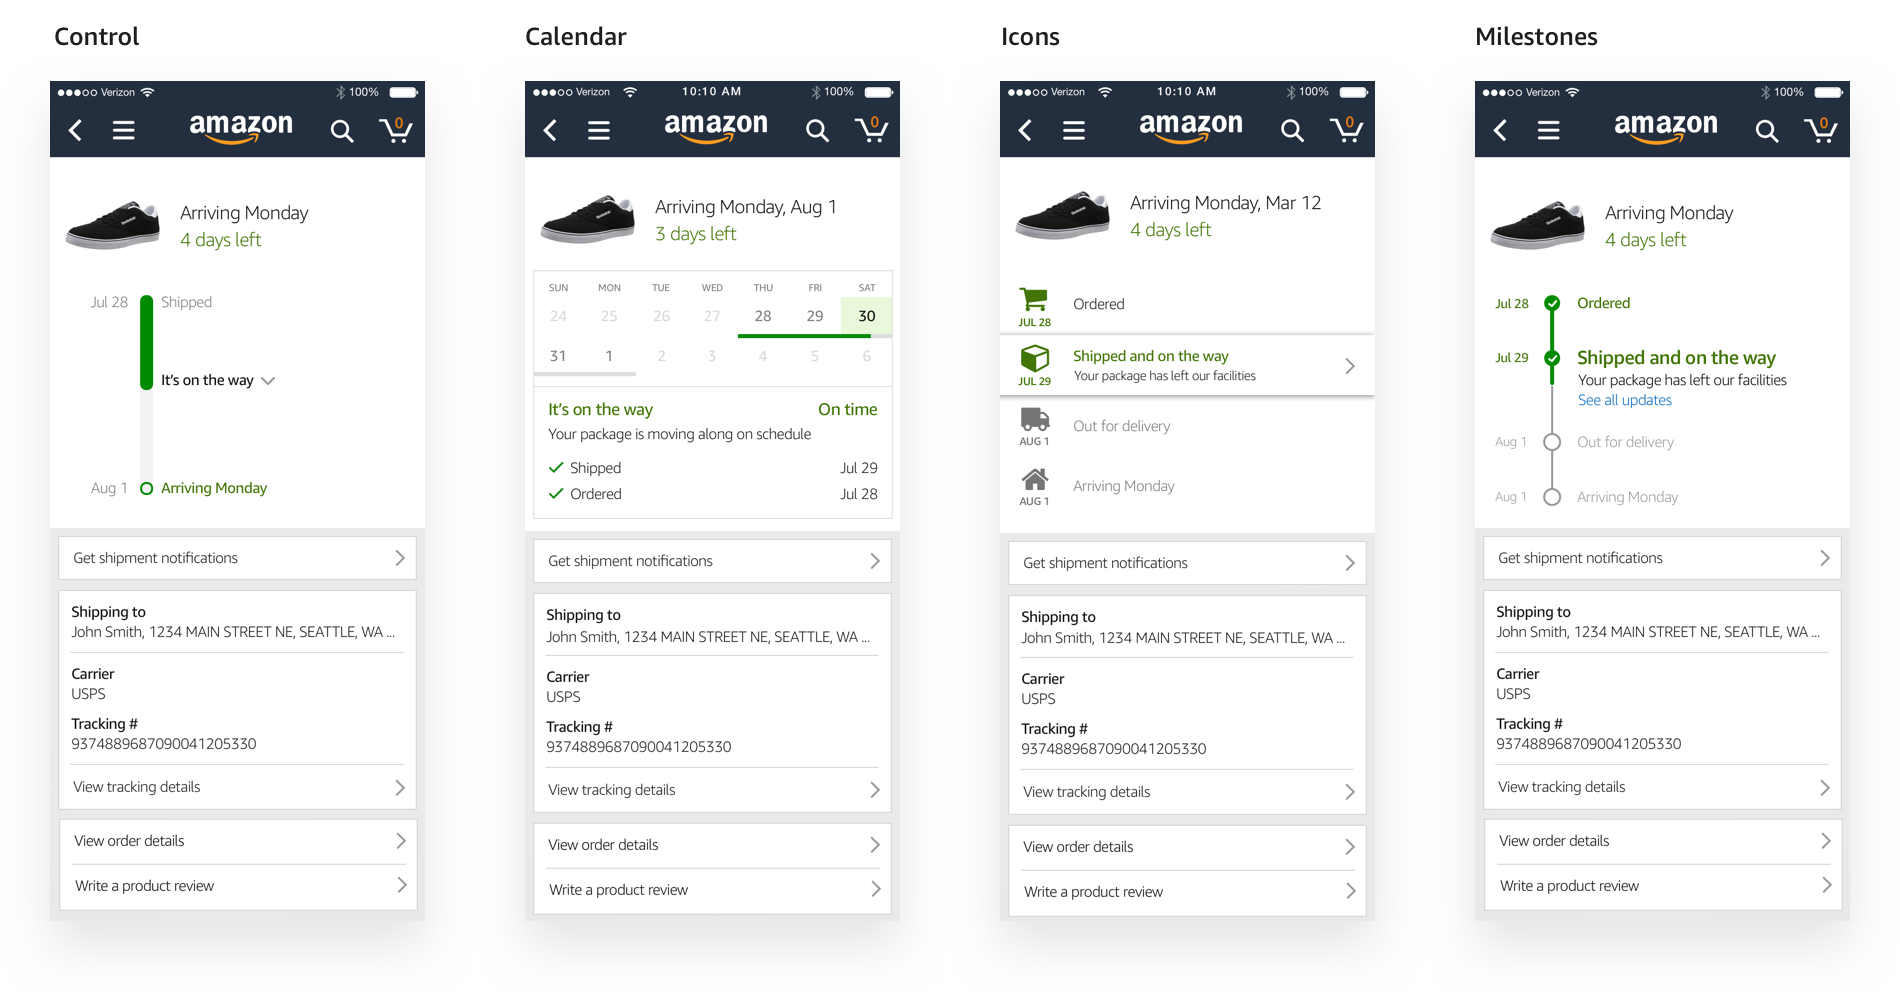 Control
Verizon 100%
amazon
0
Arriving Monday
4 days left
Jul 28 Shipped
It's on the way
Aug 1 Arriving Monday
Get shipment notifications
Shipping to
John Smith, 1234 MAIN STREET NE, SEATTLE, WA ...
Carrier
USPS
Tracking #
9374889687090041205330
View tracking details
View order details
Write a product review
Calendar
Verizon 10:10 AM 100%
amazon
0
Arriving Monday, Aug 1
3 days left
SUN MON TUE WED THU FRI SAT
24 25 26 27 28 29 30
31 1 2 3 4 5 6
It's on the way On time
Your package is moving along on schedule
Shipped Jul 29
Ordered Jul 28
Get shipment notifications
Shipping to
John Smith, 1234 MAIN STREET NE, SEATTLE, WA ...
Carrier
USPS
Tracking #
9374889687090041205330
View tracking details
View order details
Write a product review
Icons
Verizon 10:10 AM 100%
amazon
0
Arriving Monday, Mar 12
4 days left
Ordered
JUL 28
Shipped and on the way
Your package has left our facilities
JUL 29
Out for delivery
AUG 1
Arriving Monday
AUG 1
Get shipment notifications
Shipping to
John Smith, 1234 MAIN STREET NE, SEATTLE, WA ...
Carrier
USPS
Tracking #
9374889687090041205330
View tracking details
View order details
Write a product review
Milestones
Verizon 100%
amazon
0
Arriving Monday
4 days left
Jul 28 Ordered
Jul 29 Shipped and on the way
Your package has left our facilities
See all updates
Aug 1 Out for delivery
Aug 1 Arriving Monday
Get shipment notifications
Shipping to
John Smith, 1234 MAIN STREET NE, SEATTLE, WA ...
Carrier
USPS
Tracking #
9374889687090041205330
View tracking details
View order details
Write a product review